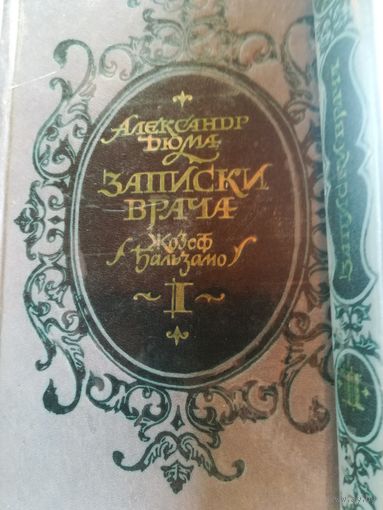 Александр
Дюма
Записки
врача
Жозеф
Бальзамо
I